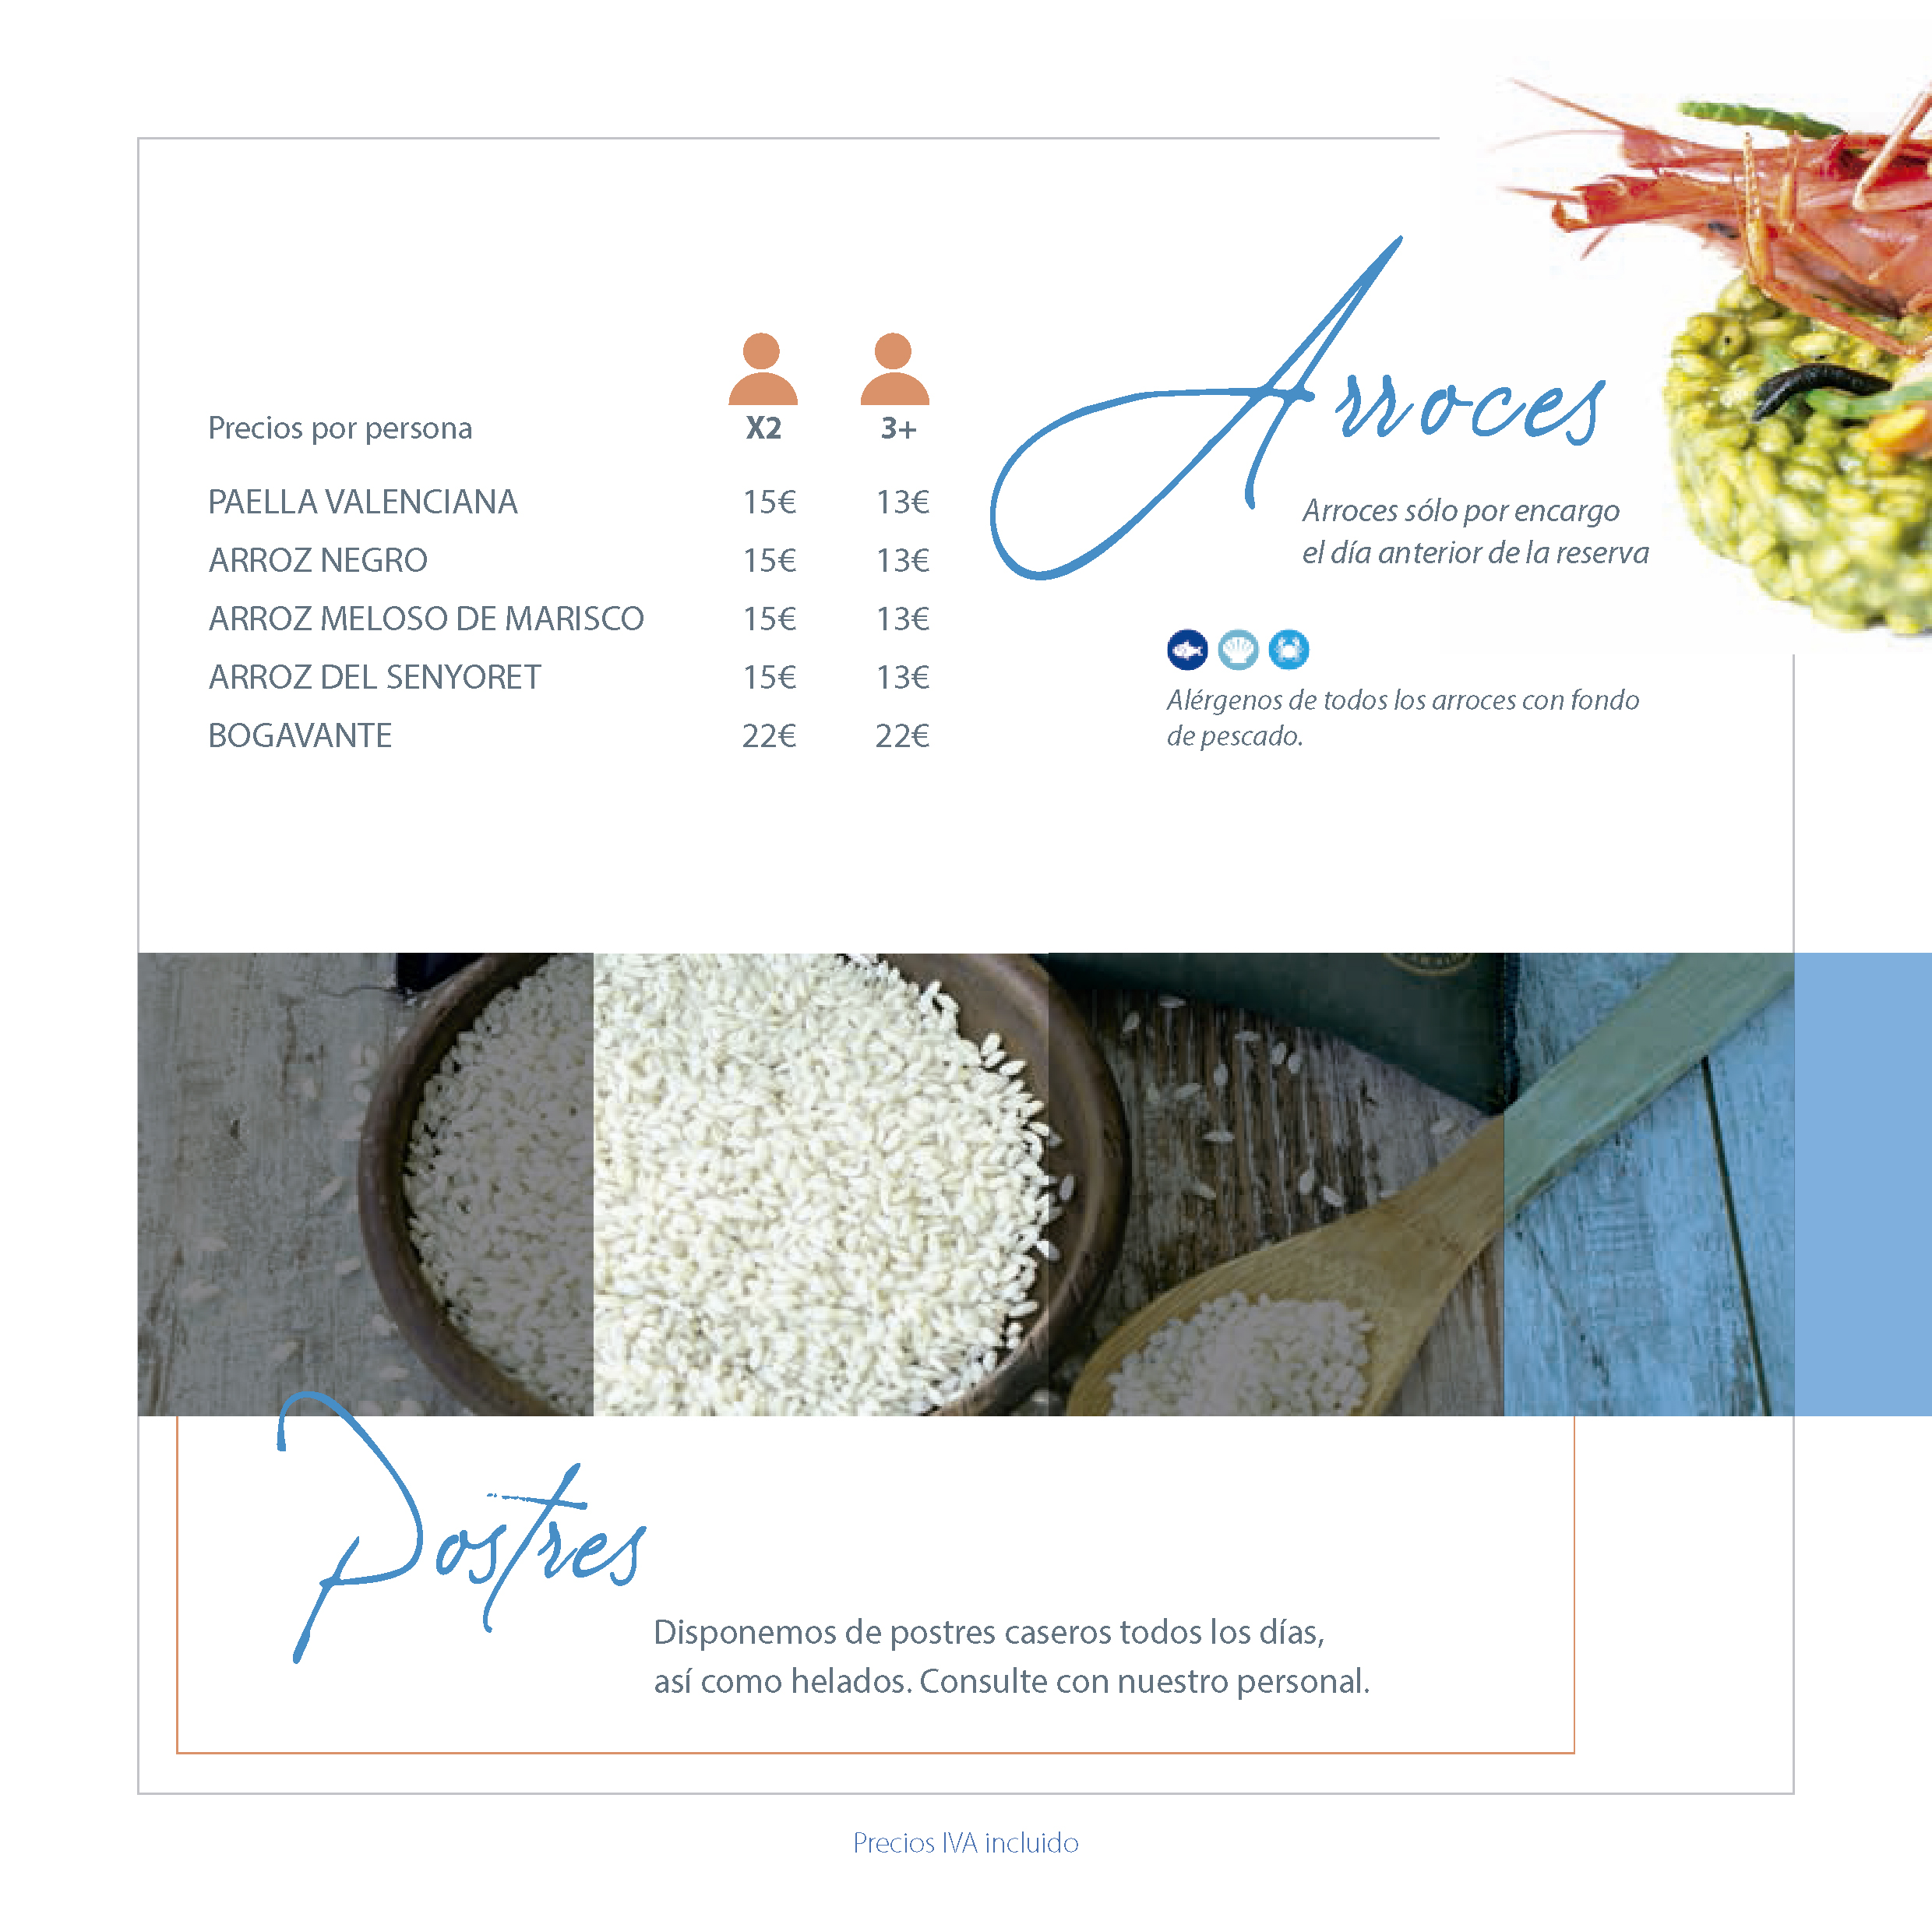 Arroces
Arroces sólo por encargo
el día anterior de la reserva
Precios por persona X2 3+
PAELLA VALENCIANA 15€ 13€
ARROZ NEGRO 15€ 13€
ARROZ MELOSO DE MARISCO 15€ 13€
ARROZ DEL SENYORET 15€ 13€
BOGAVANTE 22€ 22€
Alérgenos de todos los arroces con fondo
de pescado.
Postres
Disponemos de postres caseros todos los días,
así como helados. Consulte con nuestro personal.
Precios IVA incluido